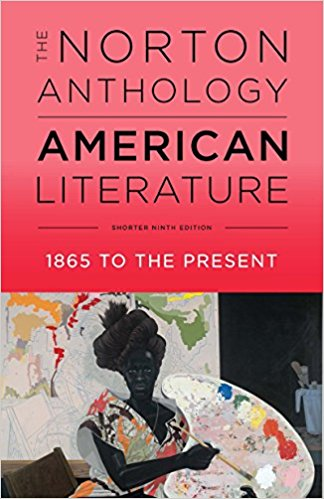 THE NORTON
ANTHOLOGY
AMERICAN
LITERATURE
SHORTER NINTH EDITION
1865 TO THE PRESENT